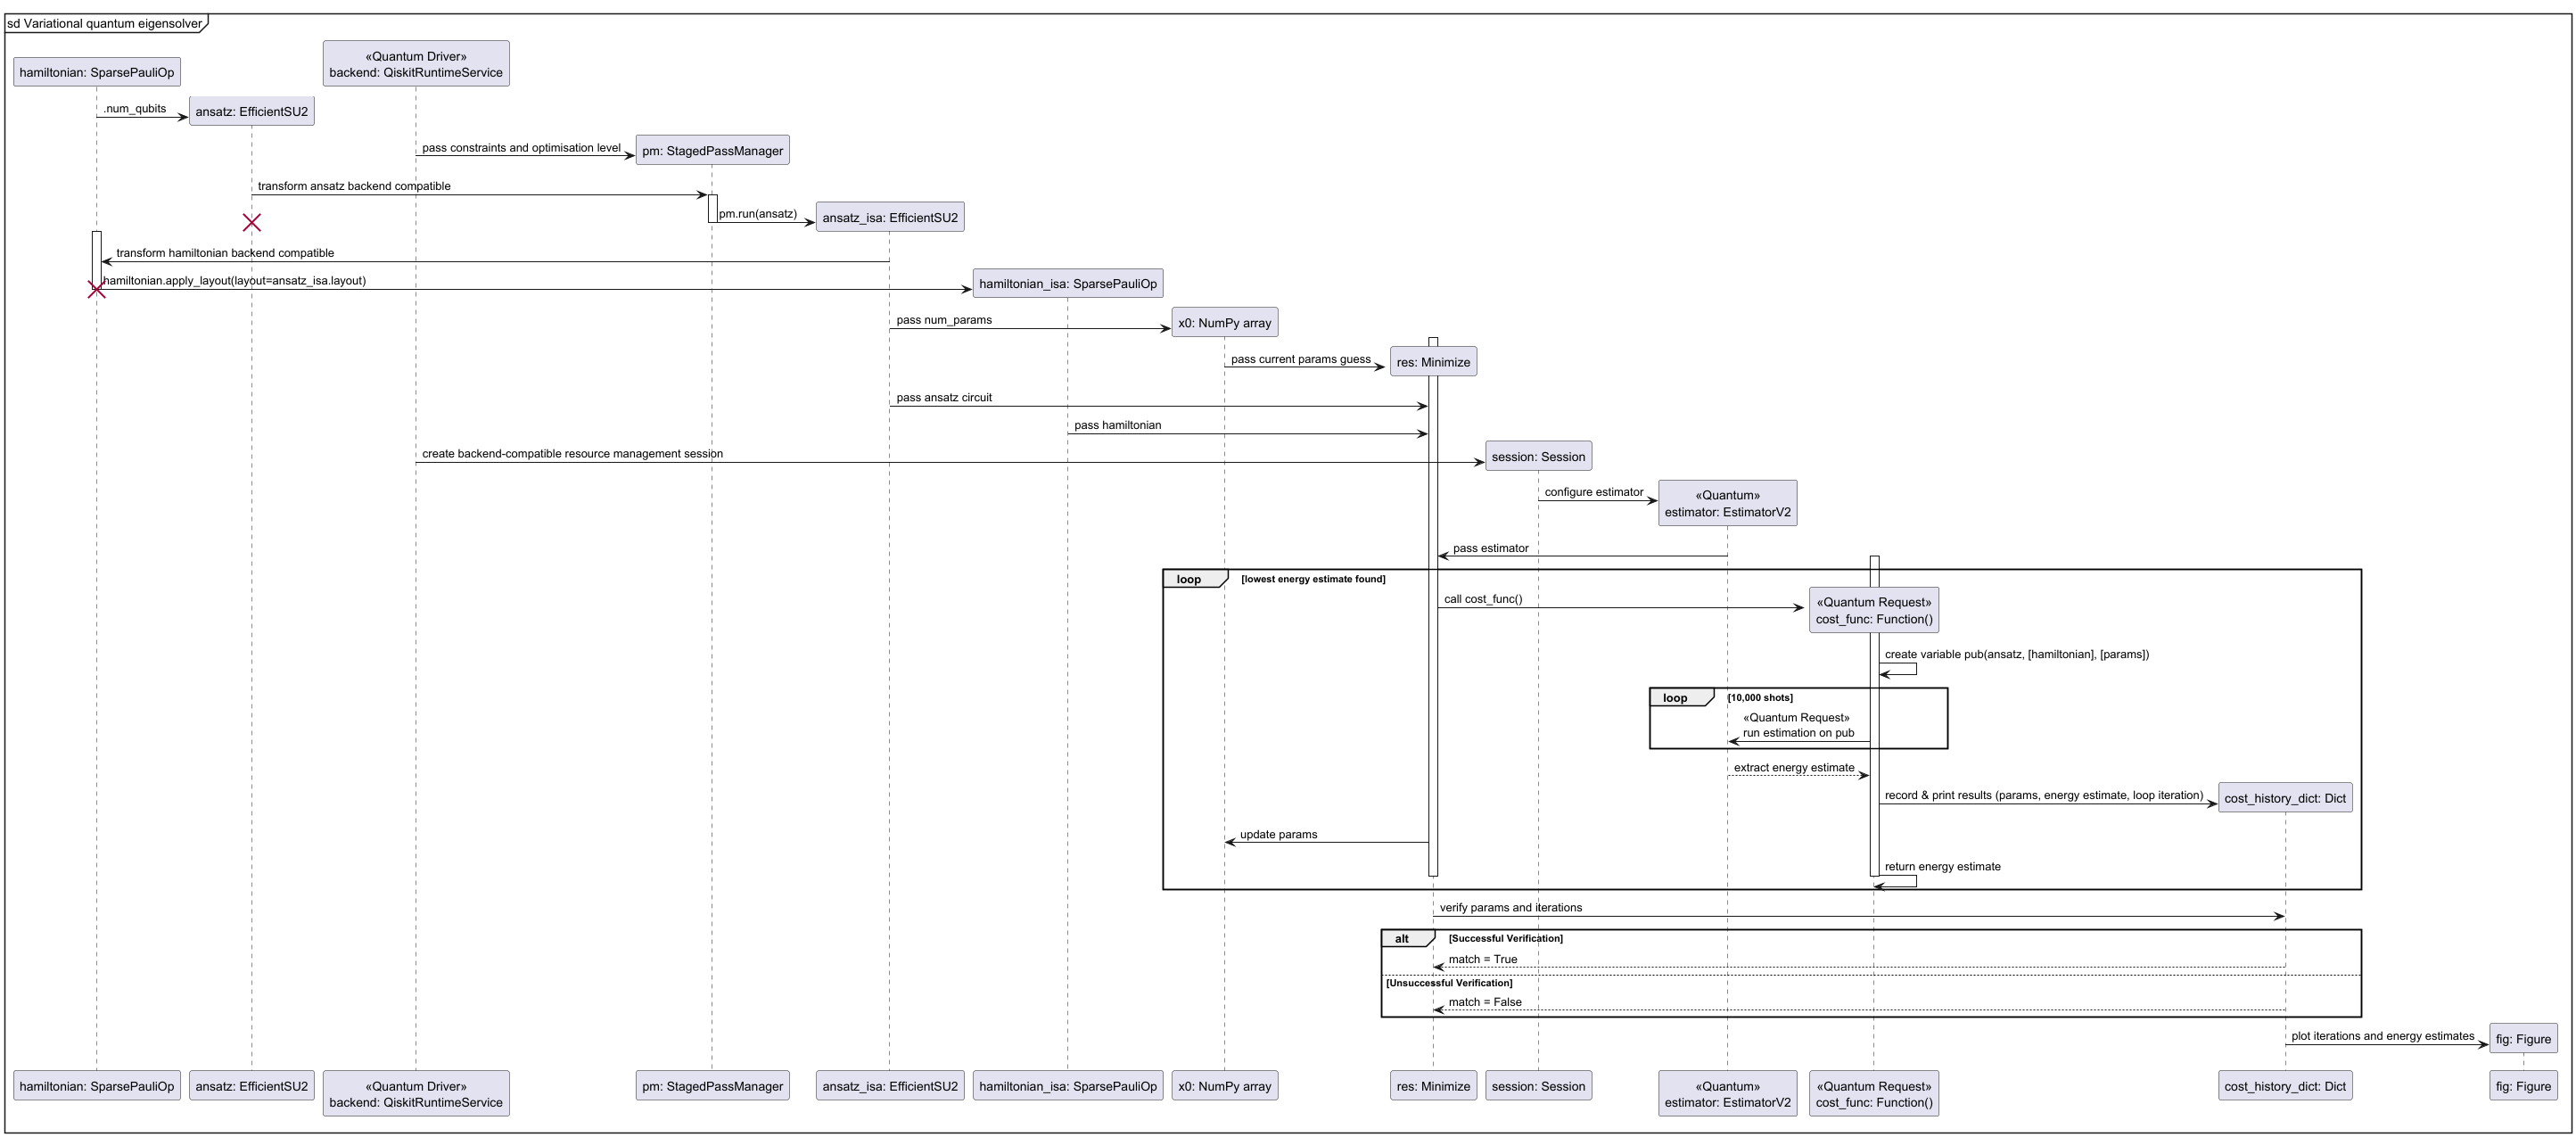 sd Variational quantum eigensolver
«Quantum Driver»
backend: QiskitRuntimeService
hamiltonian: SparsePauliOp
.num_qubits
ansatz: EfficientSU2
pass constraints and optimisation level
pm: StagedPassManager
transform ansatz backend compatible
pm.run(ansatz)
ansatz_isa: EfficientSU2
transform hamiltonian backend compatible
hamiltonian.apply_layout(layout=ansatz_isa.layout)
hamiltonian_isa: SparsePauliOp
pass num_params
x0: NumPy array
pass current params guess
res: Minimize
pass ansatz circuit
pass hamiltonian
create backend-compatible resource management session
session: Session
configure estimator
«Quantum»
estimator: EstimatorV2
pass estimator
loop [lowest energy estimate found]
call cost_func()
«Quantum Request»
cost_func: Function()
create variable pub(ansatz, [hamiltonian], [params])
loop [10,000 shots]
«Quantum Request»
run estimation on pub
extract energy estimate
record & print results (params, energy estimate, loop iteration)
cost_history_dict: Dict
update params
return energy estimate
verify params and iterations
alt [Successful Verification]
match = True
[Unsuccessful Verification]
match = False
plot iterations and energy estimates
fig: Figure
hamiltonian: SparsePauliOp
ansatz: EfficientSU2
«Quantum Driver»
backend: QiskitRuntimeService
pm: StagedPassManager
ansatz_isa: EfficientSU2
hamiltonian_isa: SparsePauliOp
x0: NumPy array
res: Minimize
session: Session
«Quantum»
estimator: EstimatorV2
«Quantum Request»
cost_func: Function()
cost_history_dict: Dict
fig: Figure